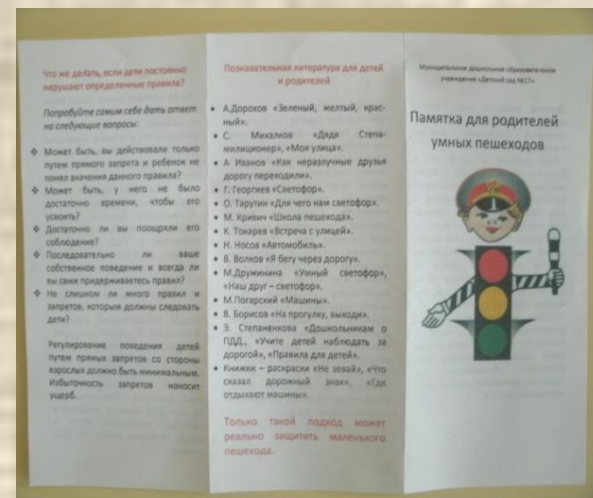 Что же делать, если дети постоянно
нарушают определенные правила?
Попробуйте самим себе дать ответ
на следующие вопросы:
❖ Может быть, вы действовали только
путем прямого запрета и ребенок не
понял значения данного правила?
❖ Может быть, у него не было
достаточно времени, чтобы его
усвоить?
❖ Достаточно ли вы поощряли его
соблюдение?
❖ Последовательно ли ваше
собственное поведение и всегда ли
вы сами придерживаетесь правил?
❖ Не слишком ли много правил и
запретов, которым должны следовать
дети?
Регулирование поведения детей
путем прямых запретов со стороны
взрослых должно быть минимальным.
Избыточность запретов наносит
ущерб.
Познавательная литература для детей
и родителей
• А.Дорохов «Зеленый, желтый, крас-
ный».
• С. Михалков «Дядя Степа-
милиционер», «Моя улица».
• А Иванов «Как неразлучные друзья
дорогу переходили».
• Г. Георгиев «Светофор».
• О. Тарутин «Для чего нам светофор».
• М. Кривич «Школа пешехода».
• К. Токарев «Встреча с улицей».
• Н. Носов «Автомобиль».
• В. Волков «Я бегу через дорогу».
• М.Дружинина «Умный светофор»,
«Наш друг – светофор».
• М.Погарский «Машины».
• В. Борисов «На прогулку, выходи».
• Э. Степаненкова «Дошкольникам о
ПДД., «Учите детей наблюдать за
дорогой», «Правила для детей».
• Книжки – раскраски «Не зевай», «Что
сказал дорожный знак», «Где
отдыхают машины».
Только такой подход может
реально защитить маленького
пешехода.
Муниципальное дошкольное образовательное
учреждение «Детский сад №17»
Памятка для родителей
умных пешеходов